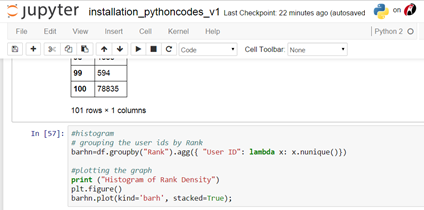 jupyter installation_pythoncodes_v1 Last Checkpoint: 22 minutes ago (autosaved
File Edit View Insert Cell Kernel Help Python 2
Code Cell Toolbar: None
99 594
100 78835
101 rows × 1 columns
In [57]: #histogram
# grouping the user ids by Rank
barhn=df.groupby("Rank").agg({ "User ID": lambda x: x.nunique()})
#plotting the graph
print ("Histogram of Rank Density")
plt.figure()
barhn.plot(kind='barh', stacked=True);